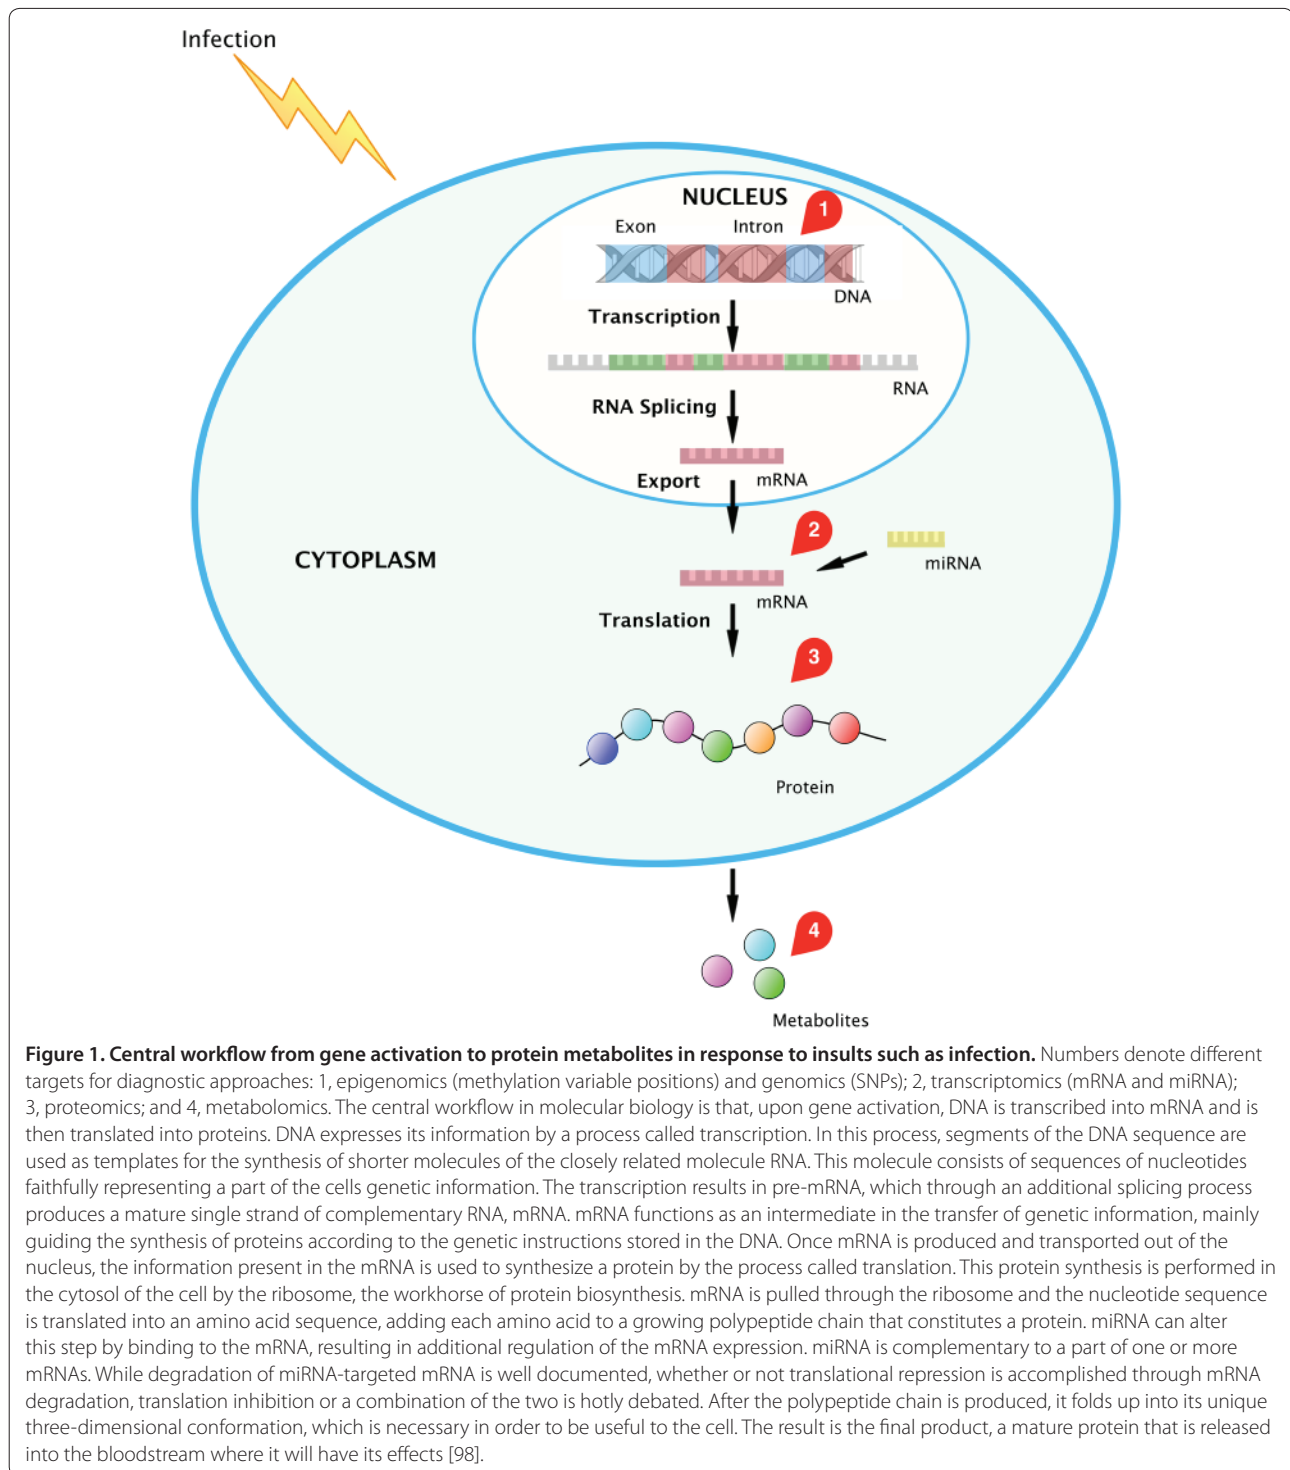 Infection
NUCLEUS
1
Exon
Intron
DNA
Transcription
RNA
RNA Splicing
mRNA
Export
2
CYTOPLASM
miRNA
mRNA
Translation
3
Protein
4
Metabolites
Figure 1. Central workflow from gene activation to protein metabolites in response to insults such as infection. Numbers denote different
targets for diagnostic approaches: 1, epigenomics (methylation variable positions) and genomics (SNPs); 2, transcriptomics (mRNA and miRNA);
3, proteomics; and 4, metabolomics. The central workflow in molecular biology is that, upon gene activation, DNA is transcribed into mRNA and is
then translated into proteins. DNA expresses its information by a process called transcription. In this process, segments of the DNA sequence are
used as templates for the synthesis of shorter molecules of the closely related molecule RNA. This molecule consists of sequences of nucleotides
faithfully representing a part of the cells genetic information. The transcription results in pre-mRNA, which through an additional splicing process
produces a mature single strand of complementary RNA, mRNA. mRNA functions as an intermediate in the transfer of genetic information, mainly
guiding the synthesis of proteins according to the genetic instructions stored in the DNA. Once mRNA is produced and transported out of the
nucleus, the information present in the mRNA is used to synthesize a protein by the process called translation. This protein synthesis is performed in
the cytosol of the cell by the ribosome, the workhorse of protein biosynthesis. mRNA is pulled through the ribosome and the nucleotide sequence
is translated into an amino acid sequence, adding each amino acid to a growing polypeptide chain that constitutes a protein. miRNA can alter
this step by binding to the mRNA, resulting in additional regulation of the mRNA expression. miRNA is complementary to a part of one or more
mRNAs. While degradation of miRNA-targeted mRNA is well documented, whether or not translational repression is accomplished through mRNA
degradation, translation inhibition or a combination of the two is hotly debated. After the polypeptide chain is produced, it folds up into its unique
three-dimensional conformation, which is necessary in order to be useful to the cell. The result is the final product, a mature protein that is released
into the bloodstream where it will have its effects [98].